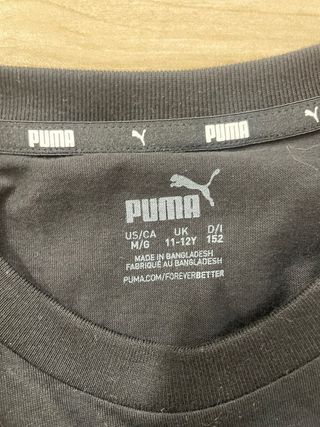 PUMA PUMA
PUMA
US/CA UK D/I
M/G 11-12Y 152
MADE IN BANGLADESH
FABRIQUÉ AU BANGLADESH
PUMA.COM/FOREVERBETTER